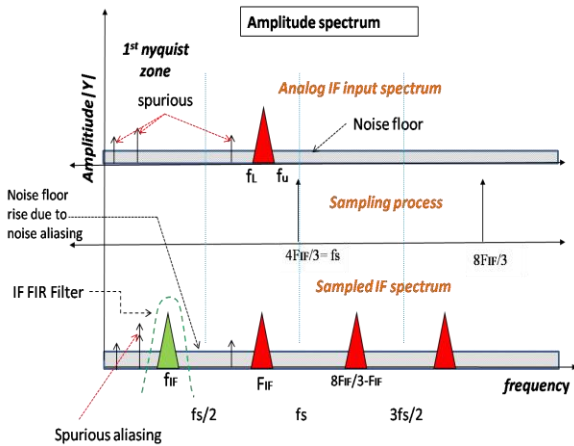 Amplitude spectrum
Amplitiude|Y|
1st nyquist
zone
spurious
Analog IF input spectrum
Noise floor
fL fu
Noise floor
rise due to
noise aliasing
Sampling process
4FIF/3= fs
8FIF/3
IF FIR Filter
Sampled IF spectrum
fIF
FIF
8FIF/3-FIF
frequency
fs/2
fs
3fs/2
Spurious aliasing